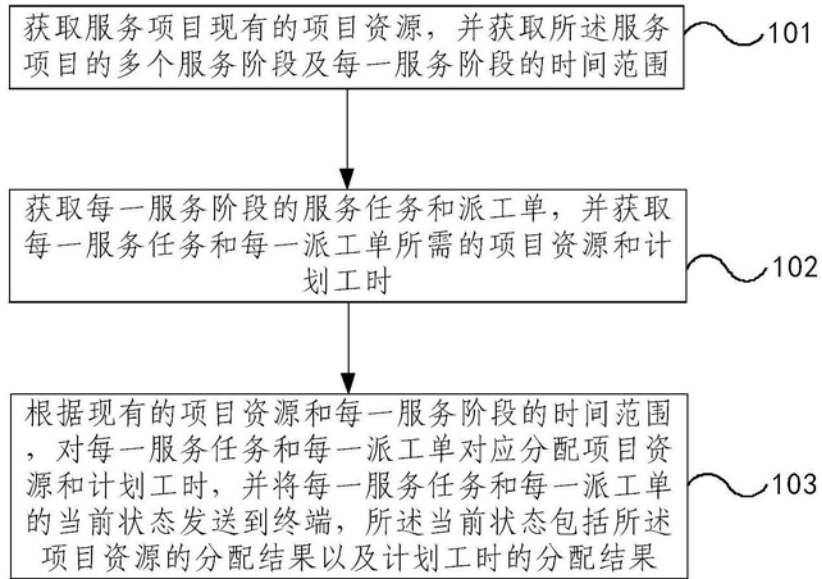 获取服务项目现有的项目资源，并获取所述服务
项目的多个服务阶段及每一服务阶段的时间范围
101
获取每一服务阶段的服务任务和派工单，并获取
每一服务任务和每一派工单所需的项目资源和计
划工时
102
根据现有的项目资源和每一服务阶段的时间范围
，对每一服务任务和每一派工单对应分配项目资
源和计划工时，并将每一服务任务和每一派工单
的当前状态发送到终端，所述当前状态包括所述
项目资源的分配结果以及计划工时的分配结果
103